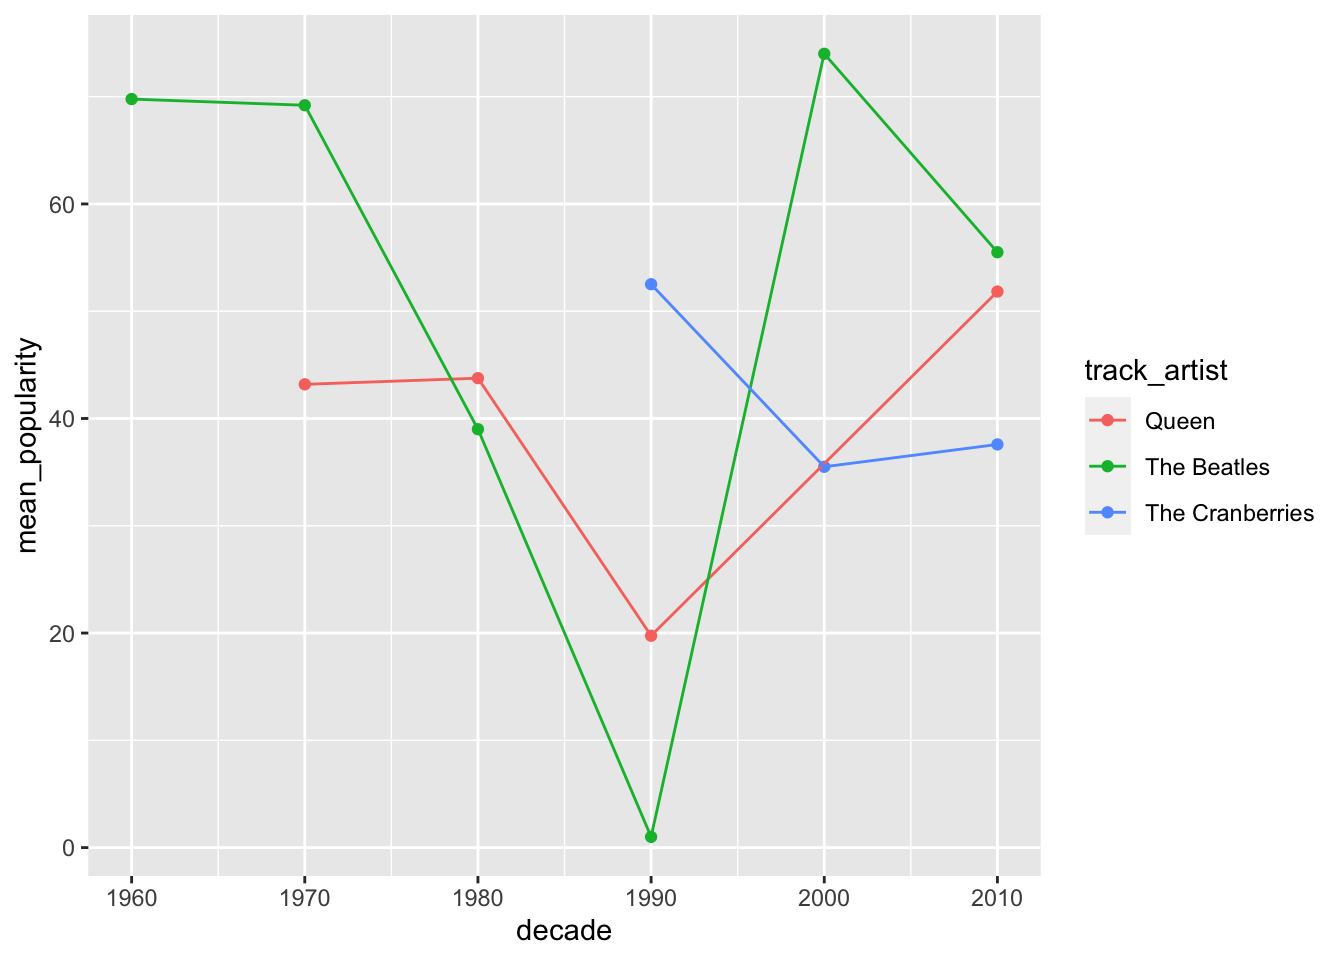 60
40
20
0
mean_popularity
1960 1970 1980 1990 2000 2010
decade
track_artist
Queen
The Beatles
The Cranberries